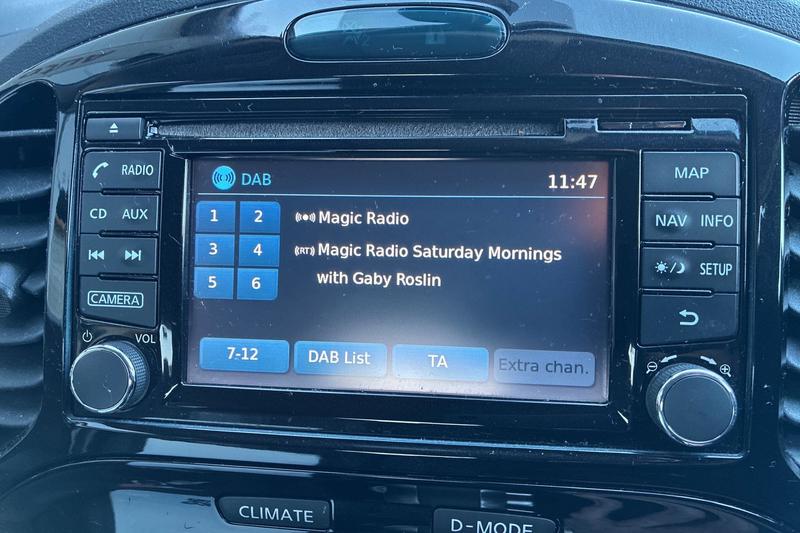 RADIO
CD AUX
CAMERA
VOL
DAB 11:47
1 2
3 4
5 6
Magic Radio
(RT) Magic Radio Saturday Mornings
with Gaby Roslin
7-12 DAB List TA Extra chan.
MAP
NAV INFO
/ SETUP
CLIMATE
D-MODE